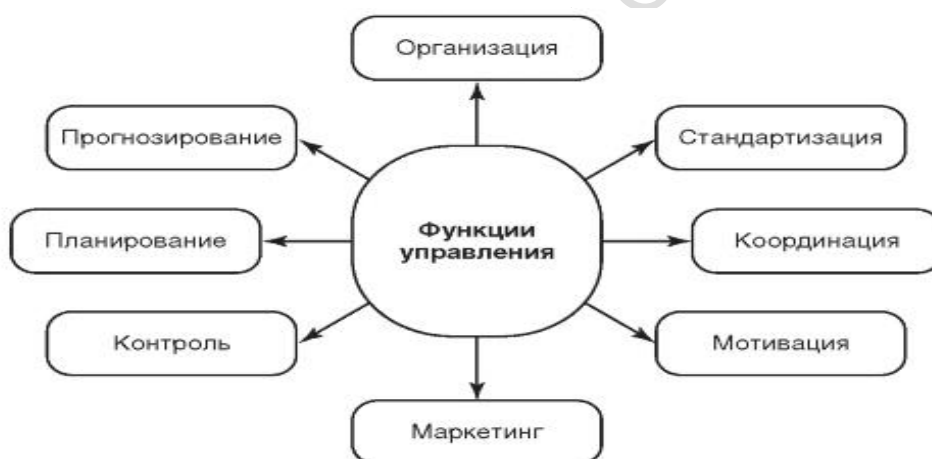 Организация
Прогнозирование
Стандартизация
Планирование
Функции
управления
Координация
Контроль
Мотивация
Маркетинг